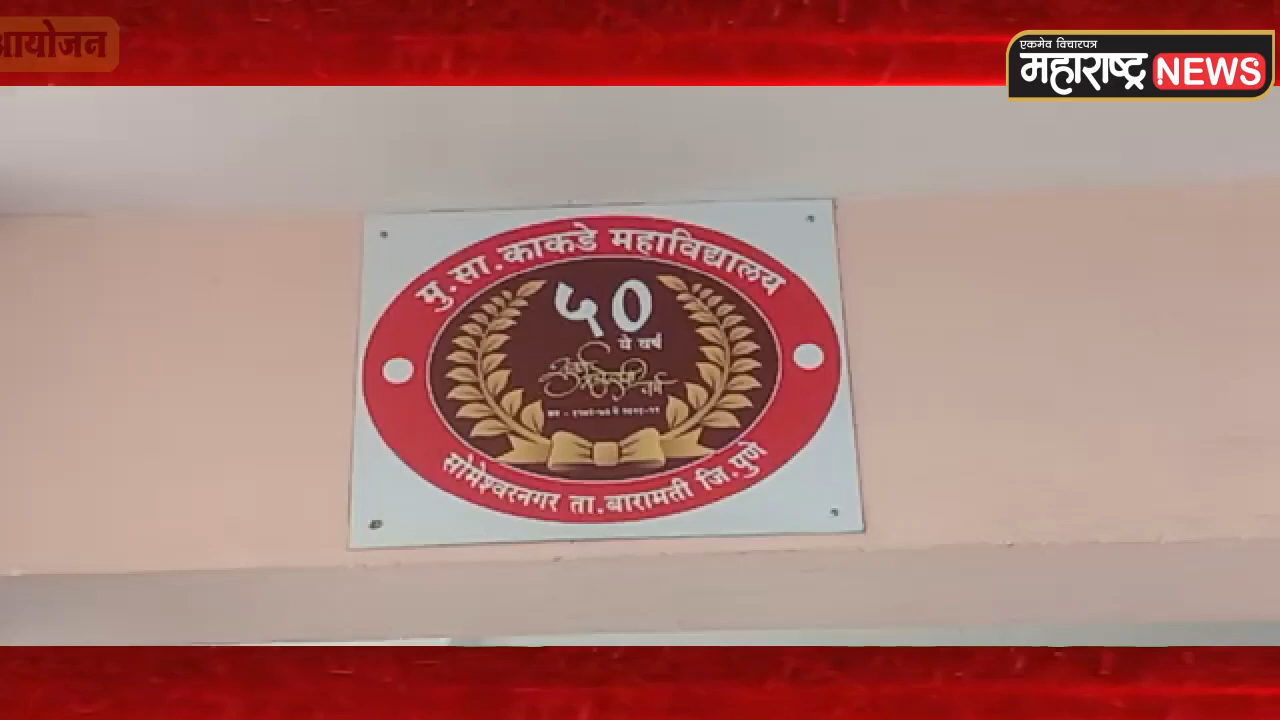 आयोजन
एकमेव विचारपत्र
महाराष्ट्र NEWS
मु.सा.काकडे महाविद्यालय
५०
वे वर्ष
सोमेश्वरनगर ता.बारामती जि.पुणे